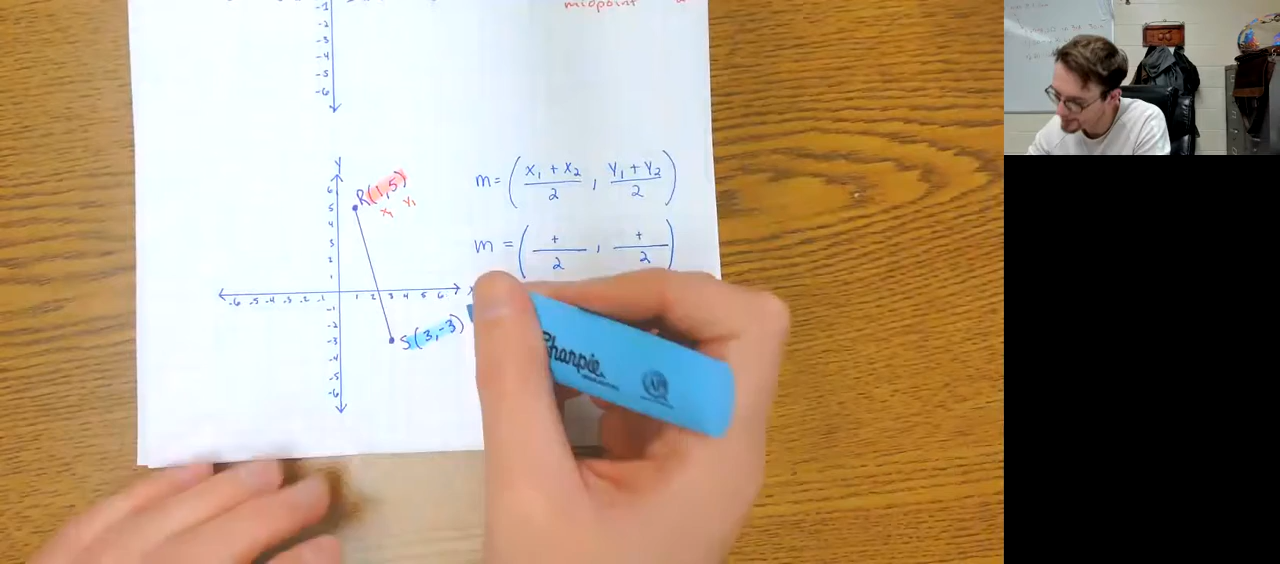 -1
midpoint
-2
-3
-4
-5
-6
y
6
R(1,5)
x₁ y₁
5
4
3
2
1
m = (x₁ + x₂ / 2 , y₁ + y₂ / 2)
m = ( + / 2 , + / 2)
-6 -5 -4 -3 -2 -1 1 2 3 4 5 6 x
-1
-2
-3
-4
-5
-6
S(3,-3)
Sharpie